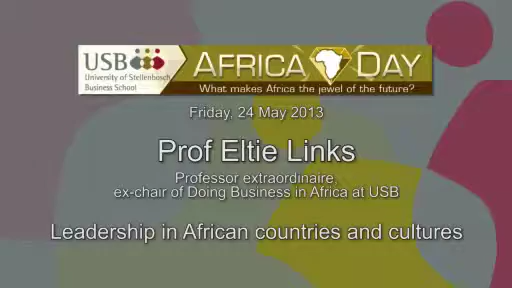 USB
University of Stellenbosch
Business School
AFRICA DAY
What makes Africa the jewel of the future?
Friday, 24 May 2013
Prof Eltie Links
Professor extraordinaire,
ex-chair of Doing Business in Africa at USB
Leadership in African countries and cultures